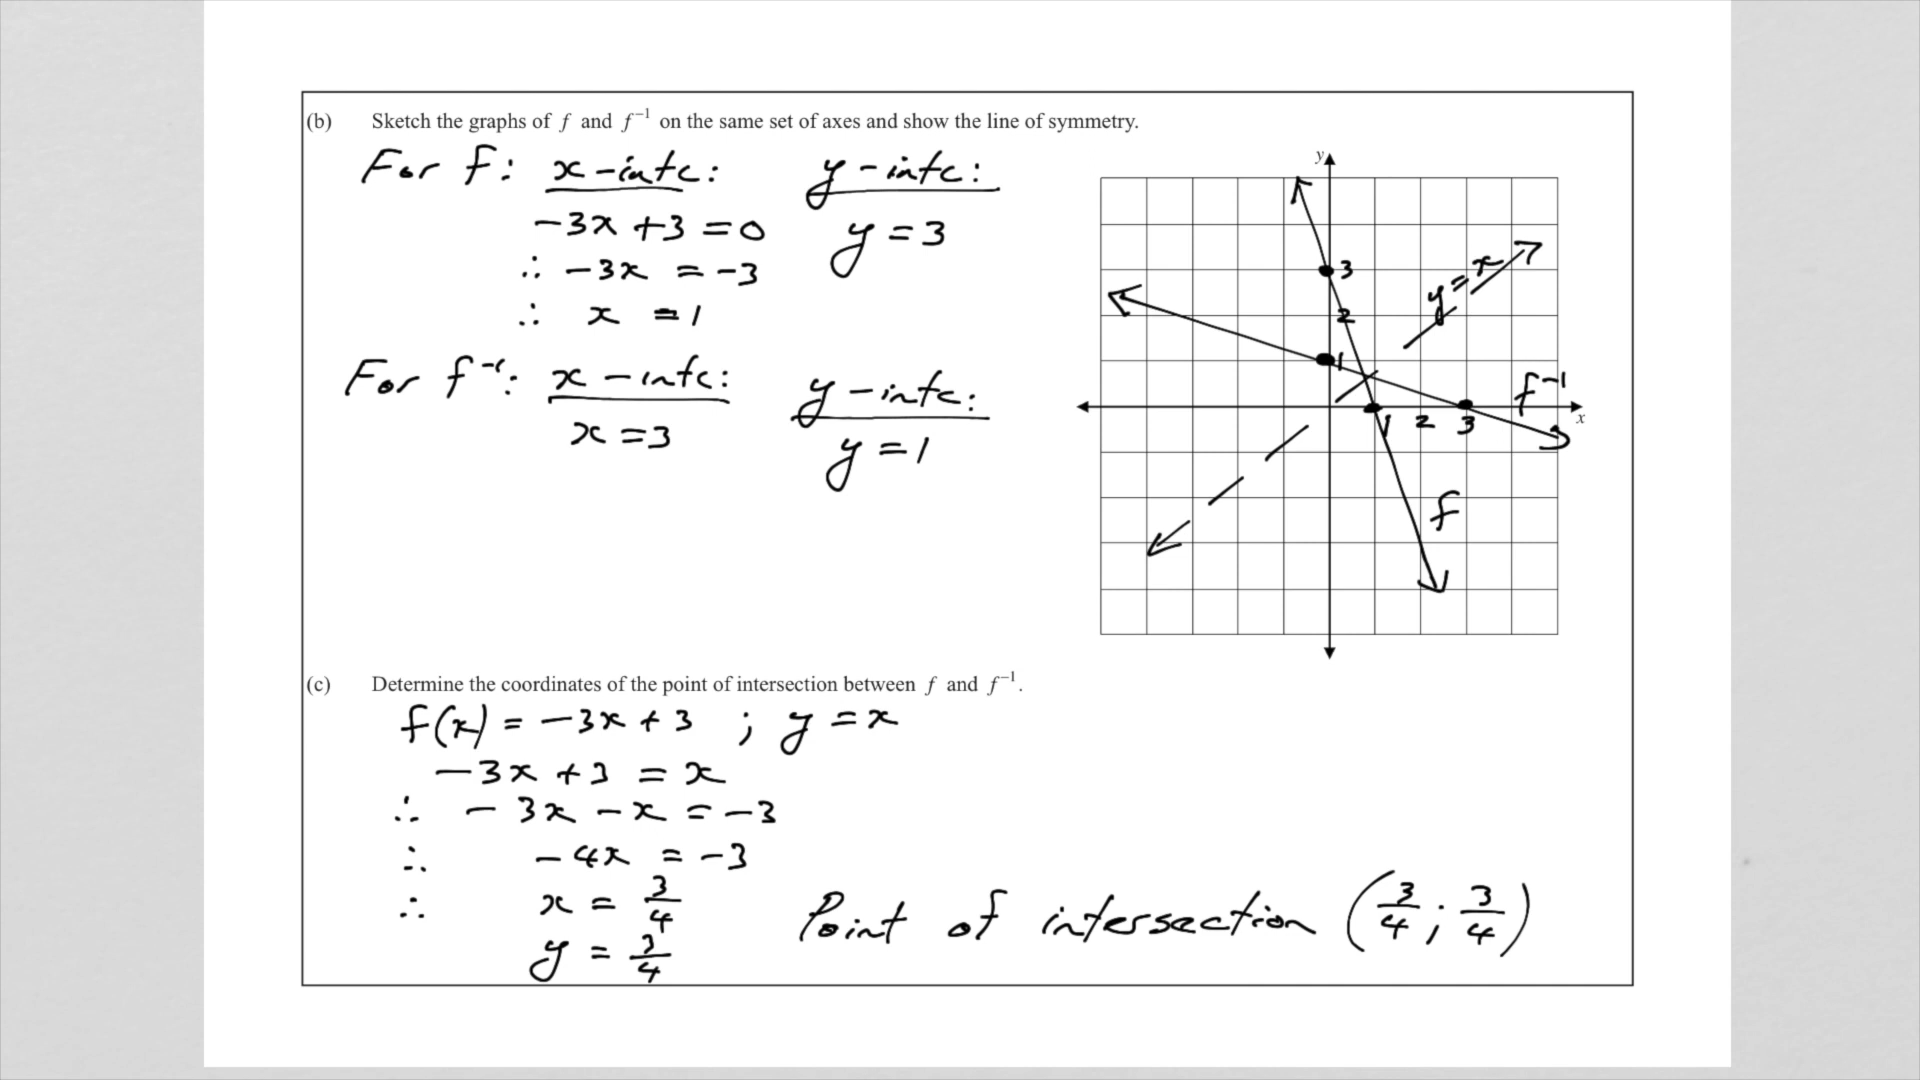 (b) Sketch the graphs of f and f⁻¹ on the same set of axes and show the line of symmetry.
For f: x-intc: y-intc:
-3x+3=0 y=3
∴ -3x = -3
∴ x = 1
For f⁻¹: x-intc: y-intc:
x=3 y=1
y
3
2
1
y=x
f⁻¹
x
1 2 3
f
(c) Determine the coordinates of the point of intersection between f and f⁻¹.
f(x) = -3x+3 ; y=x
-3x+3 = x
∴ -3x-x = -3
∴ -4x = -3
∴ x = 3/4
y = 3/4
Point of intersection (3/4; 3/4)